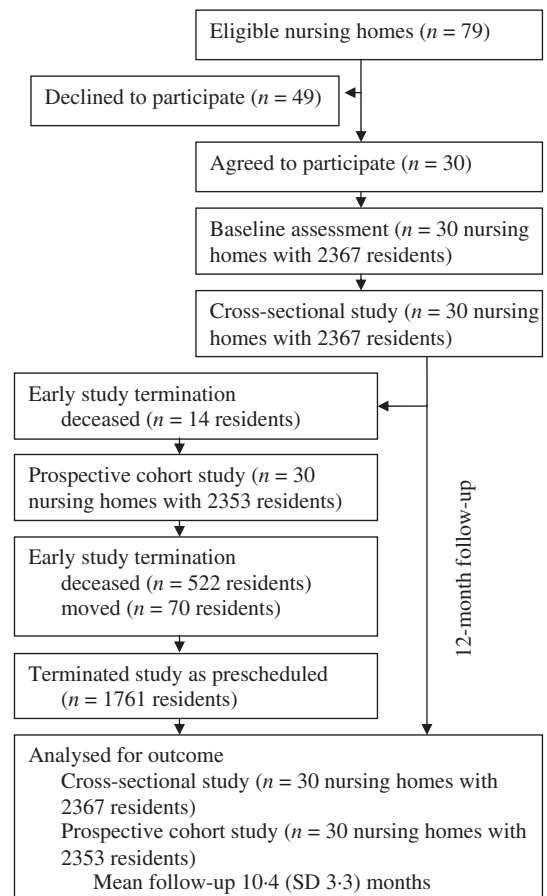 Eligible nursing homes (n = 79)
Declined to participate (n = 49)
Agreed to participate (n = 30)
Baseline assessment (n = 30 nursing
homes with 2367 residents)
Cross-sectional study (n = 30 nursing
homes with 2367 residents)
Early study termination
deceased (n = 14 residents)
Prospective cohort study (n = 30
nursing homes with 2353 residents)
Early study termination
deceased (n = 522 residents)
moved (n = 70 residents)
12-month follow-up
Terminated study as prescheduled
(n = 1761 residents)
Analysed for outcome
Cross-sectional study (n = 30 nursing homes with
2367 residents)
Prospective cohort study (n = 30 nursing homes with
2353 residents)
Mean follow-up 10·4 (SD 3·3) months